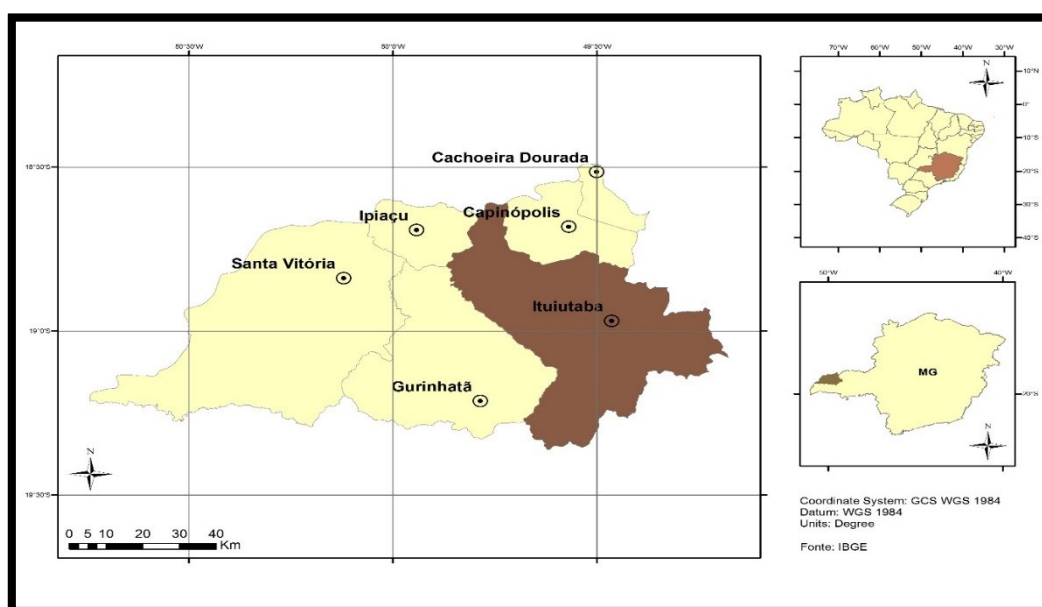 50°30'W 50°0'W 49°30'W
18°30'S
19°0'S
19°30'S
Cachoeira Dourada
Ipiaçu
Capinópolis
Santa Vitória
Ituiutaba
Gurinhatã
N
0 5 10 20 30 40
Km
70°W 60°W 50°W 40°W 30°W
N
10°N
0°
10°S
20°S
30°S
40°S
50°W 40°W
MG
20°S
N
Coordinate System: GCS WGS 1984
Datum: WGS 1984
Units: Degree
Fonte: IBGE